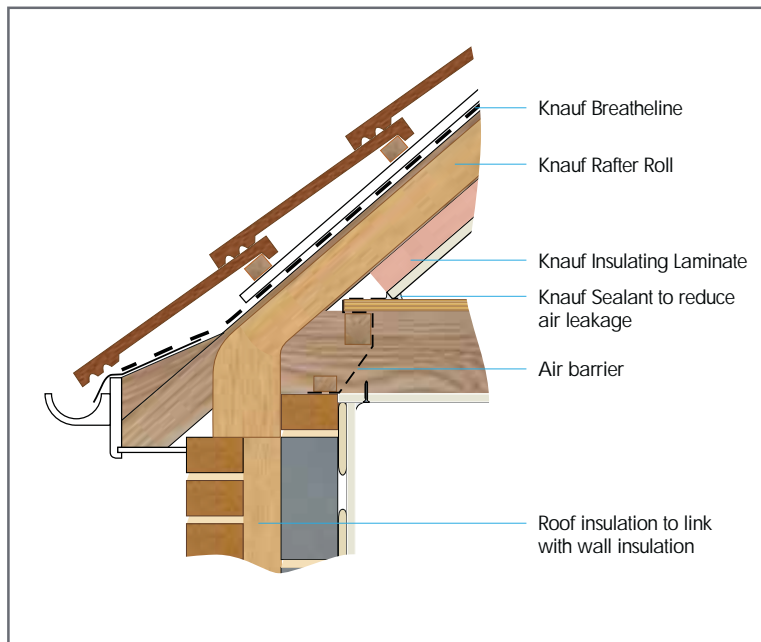 Knauf Breatheline
Knauf Rafter Roll
Knauf Insulating Laminate
Knauf Sealant to reduce
air leakage
Air barrier
Roof insulation to link
with wall insulation